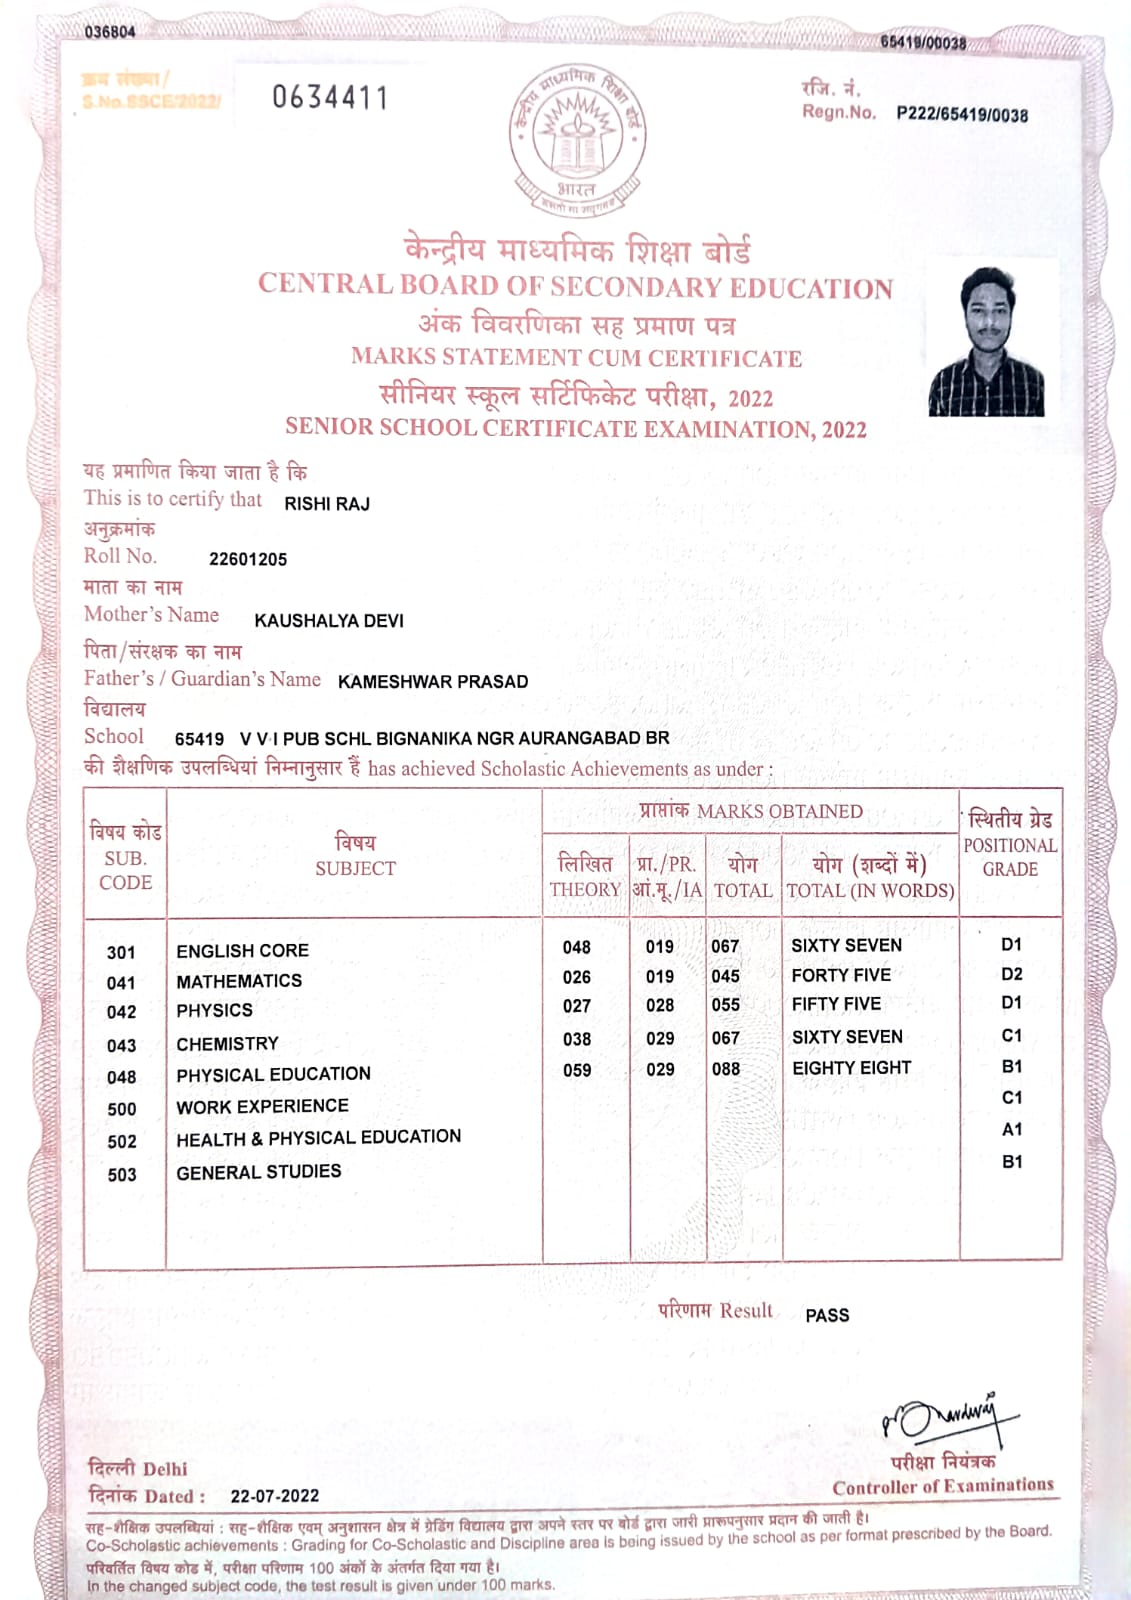 036804
65419/00038
क्रम संख्या/
S.No.SSCE/2022/
0634411
रजि. नं.
Regn.No. P222/65419/0038
केन्द्रीय माध्यमिक शिक्षा बोर्ड
भारत
असतो मा सद्गमय
केन्द्रीय माध्यमिक शिक्षा बोर्ड
CENTRAL BOARD OF SECONDARY EDUCATION
अंक विवरणिका सह प्रमाण पत्र
MARKS STATEMENT CUM CERTIFICATE
सीनियर स्कूल सर्टिफिकेट परीक्षा, 2022
SENIOR SCHOOL CERTIFICATE EXAMINATION, 2022
यह प्रमाणित किया जाता है कि
This is to certify that RISHI RAJ
अनुक्रमांक
Roll No. 22601205
माता का नाम
Mother's Name KAUSHALYA DEVI
पिता/संरक्षक का नाम
Father's / Guardian's Name KAMESHWAR PRASAD
विद्यालय
School 65419 V V I PUB SCHL BIGNANIKA NGR AURANGABAD BR
की शैक्षणिक उपलब्धियां निम्नानुसार हैं has achieved Scholastic Achievements as under :
विषय कोड
SUB.
CODE
विषय
SUBJECT
प्राप्तांक MARKS OBTAINED
लिखित
THEORY
प्रा./PR.
आं.मू./IA
योग
TOTAL
योग (शब्दों में)
TOTAL (IN WORDS)
स्थितीय ग्रेड
POSITIONAL
GRADE
301 ENGLISH CORE 048 019 067 SIXTY SEVEN D1
041 MATHEMATICS 026 019 045 FORTY FIVE D2
042 PHYSICS 027 028 055 FIFTY FIVE D1
043 CHEMISTRY 038 029 067 SIXTY SEVEN C1
048 PHYSICAL EDUCATION 059 029 088 EIGHTY EIGHT B1
500 WORK EXPERIENCE C1
502 HEALTH & PHYSICAL EDUCATION A1
503 GENERAL STUDIES B1
परिणाम Result PASS
परीक्षा नियंत्रक
Controller of Examinations
दिल्ली Delhi
दिनांक Dated : 22-07-2022
सह-शैक्षिक उपलब्धियां : सह-शैक्षिक एवम् अनुशासन क्षेत्र में ग्रेडिंग विद्यालय द्वारा अपने स्तर पर बोर्ड द्वारा जारी प्रारूपनुसार प्रदान की जाती है।
Co-Scholastic achievements : Grading for Co-Scholastic and Discipline area is being issued by the school as per format prescribed by the Board.
परिवर्तित विषय कोड में, परीक्षा परिणाम 100 अंकों के अंतर्गत दिया गया है।
In the changed subject code, the test result is given under 100 marks.